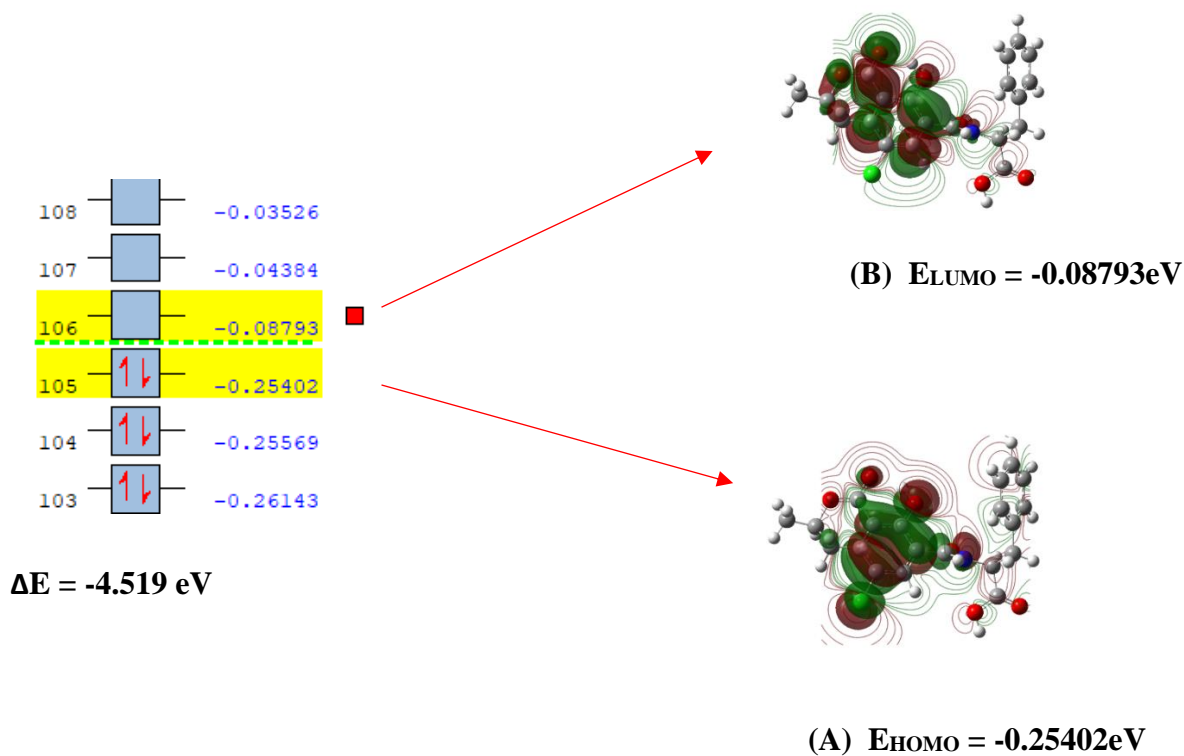 108 -0.03526
107 -0.04384
106 -0.08793
105 -0.25402
104 -0.25569
103 -0.26143
ΔE = -4.519 eV
(B) ELUMO = -0.08793eV
(A) EHOMO = -0.25402eV